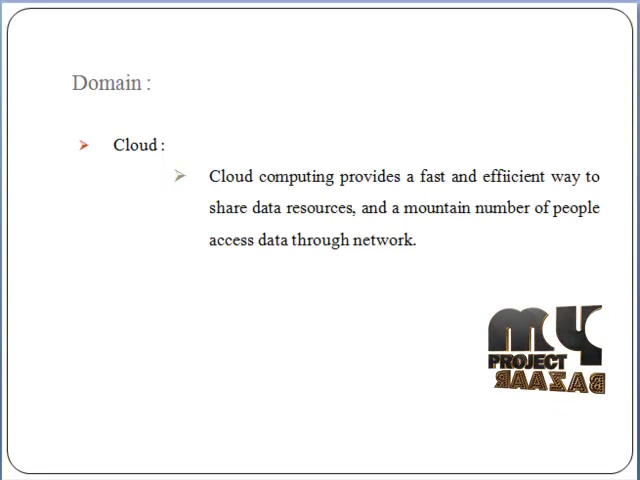 Domain :
Cloud :
Cloud computing provides a fast and effiicient way to
share data resources, and a mountain number of people
access data through network.
MY
PROJECT
BAZAAR